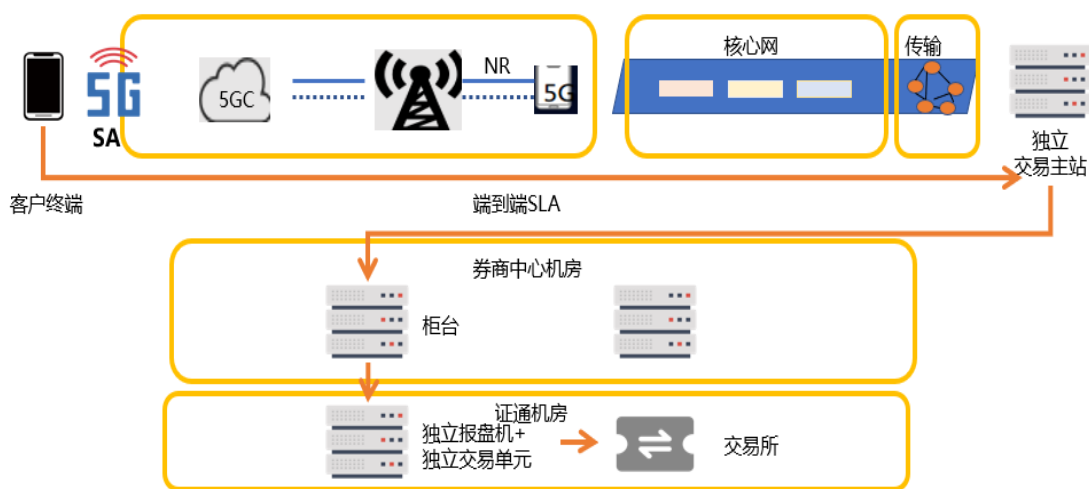 核心网
传输
5G
SA
5GC
NR
5G
独立
交易主站
客户终端
端到端SLA
券商中心机房
柜台
证通机房
独立报盘机+
独立交易单元
交易所